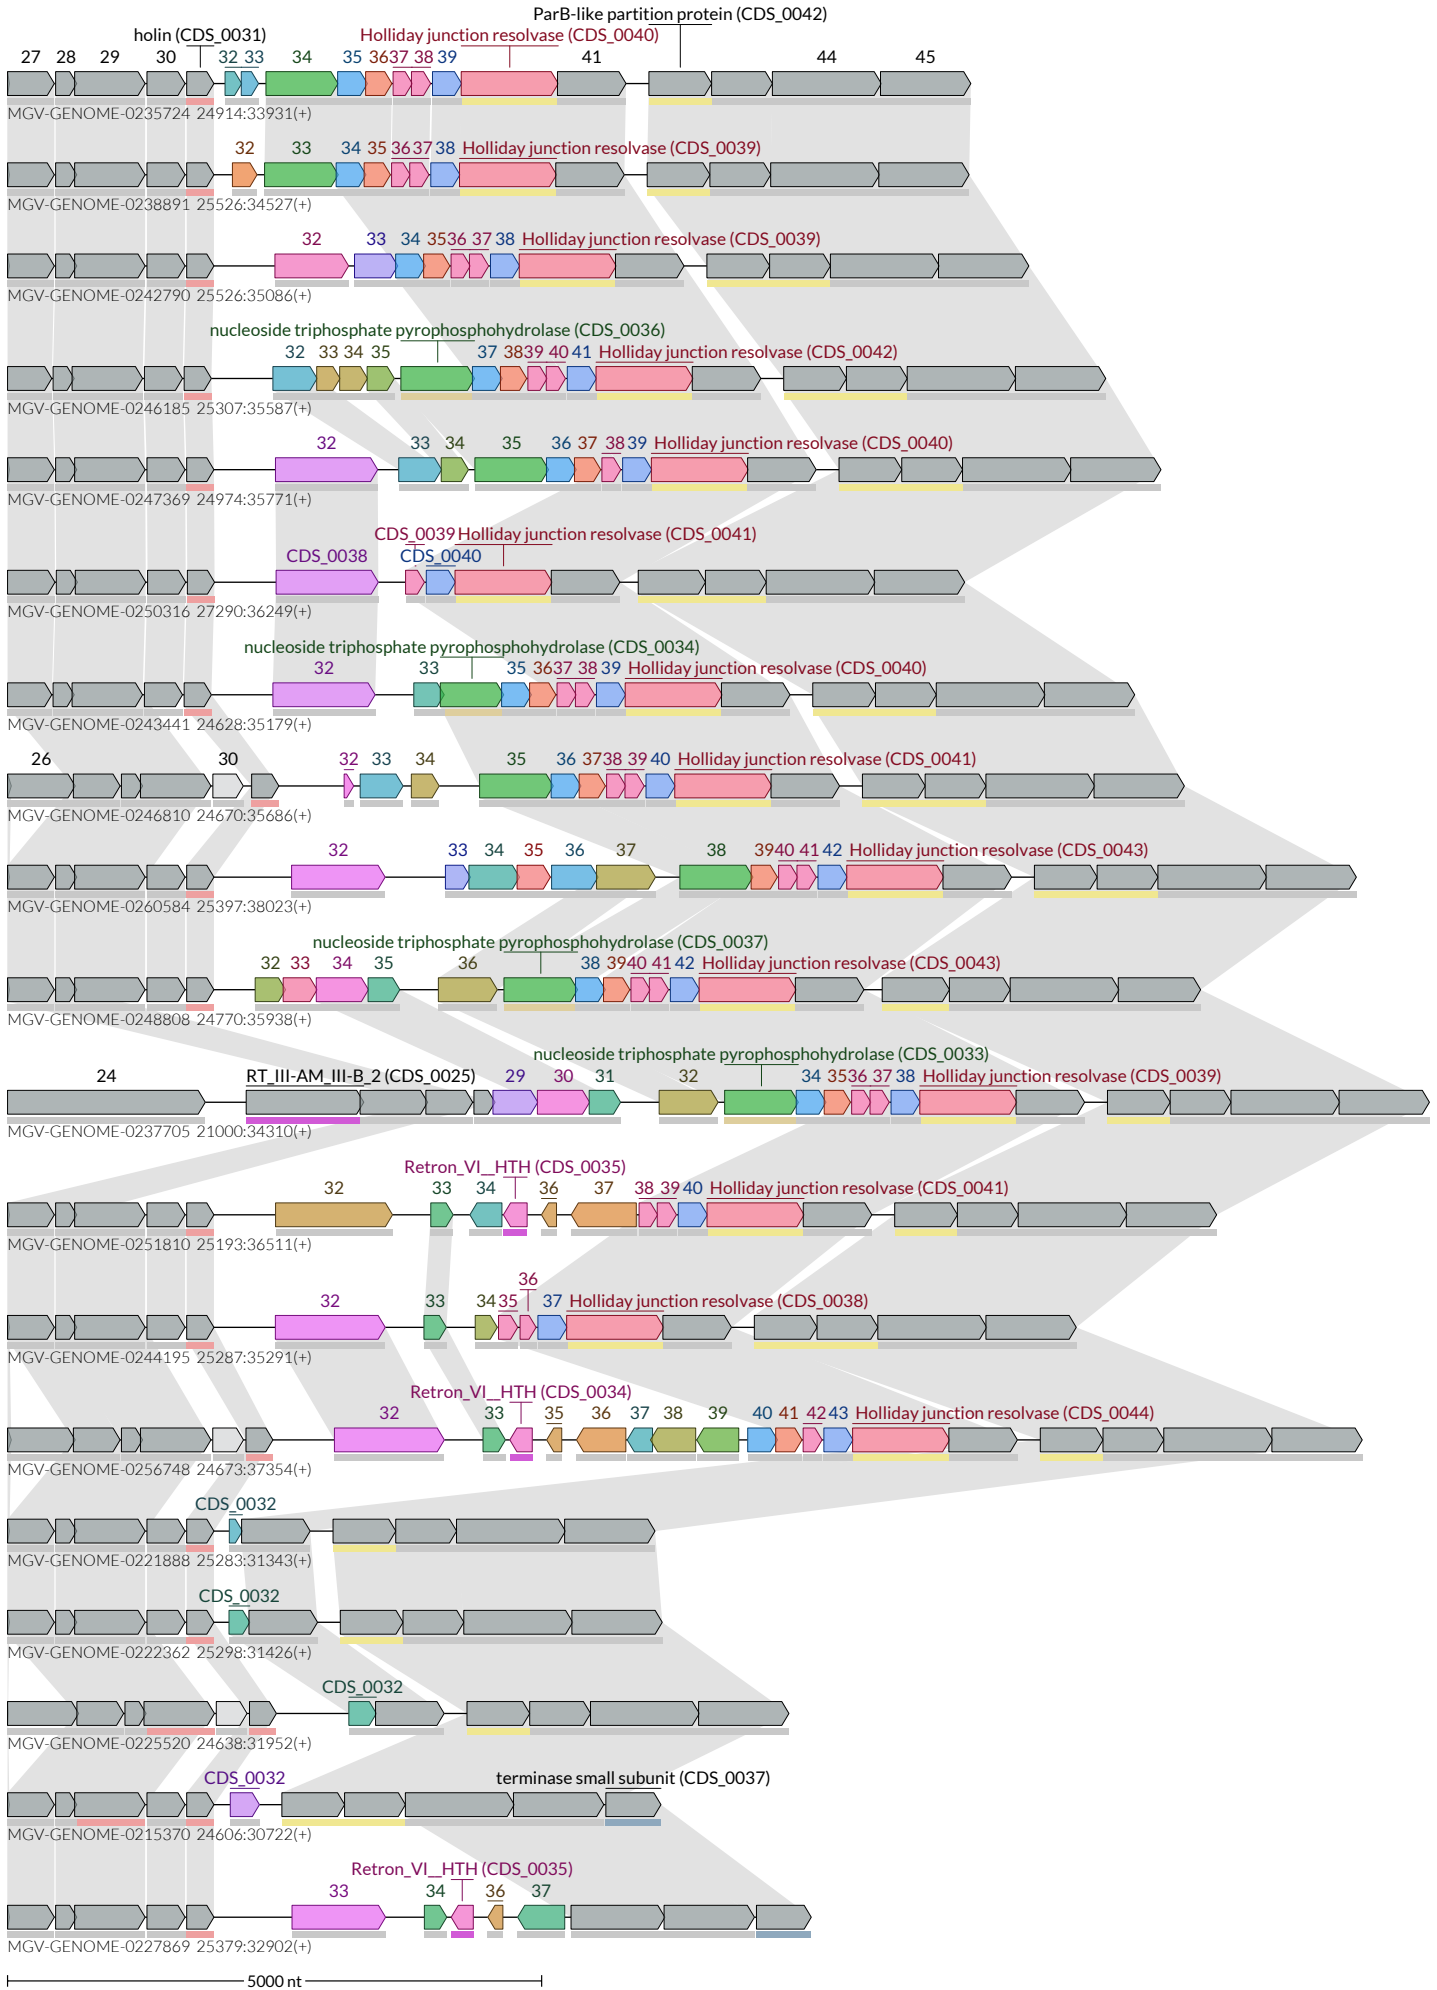 ParB-like partition protein (CDS_0042)
holin (CDS_0031) Holliday junction resolvase (CDS_0040)
27 28 29 30 32 33 34 35 36 37 38 39 41 44 45
MGV-GENOME-0235724 24914:33931(+)
32 33 34 35 36 37 38 Holliday junction resolvase (CDS_0039)
MGV-GENOME-0238891 25526:34527(+)
32 33 34 35 36 37 38 Holliday junction resolvase (CDS_0039)
MGV-GENOME-0242790 25526:35086(+)
nucleoside triphosphate pyrophosphohydrolase (CDS_0036)
32 33 34 35 37 38 39 40 41 Holliday junction resolvase (CDS_0042)
MGV-GENOME-0246185 25307:35587(+)
32 33 34 35 36 37 38 39 Holliday junction resolvase (CDS_0040)
MGV-GENOME-0247369 24974:35771(+)
CDS_0039 Holliday junction resolvase (CDS_0041)
CDS_0038 CDS_0040
MGV-GENOME-0250316 27290:36249(+)
nucleoside triphosphate pyrophosphohydrolase (CDS_0034)
32 33 35 36 37 38 39 Holliday junction resolvase (CDS_0040)
MGV-GENOME-0243441 24628:35179(+)
26 30 32 33 34 35 36 37 38 39 40 Holliday junction resolvase (CDS_0041)
MGV-GENOME-0246810 24670:35686(+)
32 33 34 35 36 37 38 39 40 41 42 Holliday junction resolvase (CDS_0043)
MGV-GENOME-0260584 25397:38023(+)
nucleoside triphosphate pyrophosphohydrolase (CDS_0037)
32 33 34 35 36 38 39 40 41 42 Holliday junction resolvase (CDS_0043)
MGV-GENOME-0248808 24770:35938(+)
nucleoside triphosphate pyrophosphohydrolase (CDS_0033)
24 RT_III-AM_III-B_2 (CDS_0025) 29 30 31 32 34 35 36 37 38 Holliday junction resolvase (CDS_0039)
MGV-GENOME-0237705 21000:34310(+)
Retron_VI__HTH (CDS_0035)
32 33 34 36 37 38 39 40 Holliday junction resolvase (CDS_0041)
MGV-GENOME-0251810 25193:36511(+)
36
32 33 34 35 37 Holliday junction resolvase (CDS_0038)
MGV-GENOME-0244195 25287:35291(+)
Retron_VI__HTH (CDS_0034)
32 33 35 36 37 38 39 40 41 42 43 Holliday junction resolvase (CDS_0044)
MGV-GENOME-0256748 24673:37354(+)
CDS_0032
MGV-GENOME-0221888 25283:31343(+)
CDS_0032
MGV-GENOME-0222362 25298:31426(+)
CDS_0032
MGV-GENOME-0225520 24638:31952(+)
CDS_0032 terminase small subunit (CDS_0037)
MGV-GENOME-0215370 24606:30722(+)
Retron_VI__HTH (CDS_0035)
33 34 36 37
MGV-GENOME-0227869 25379:32902(+)
5000 nt